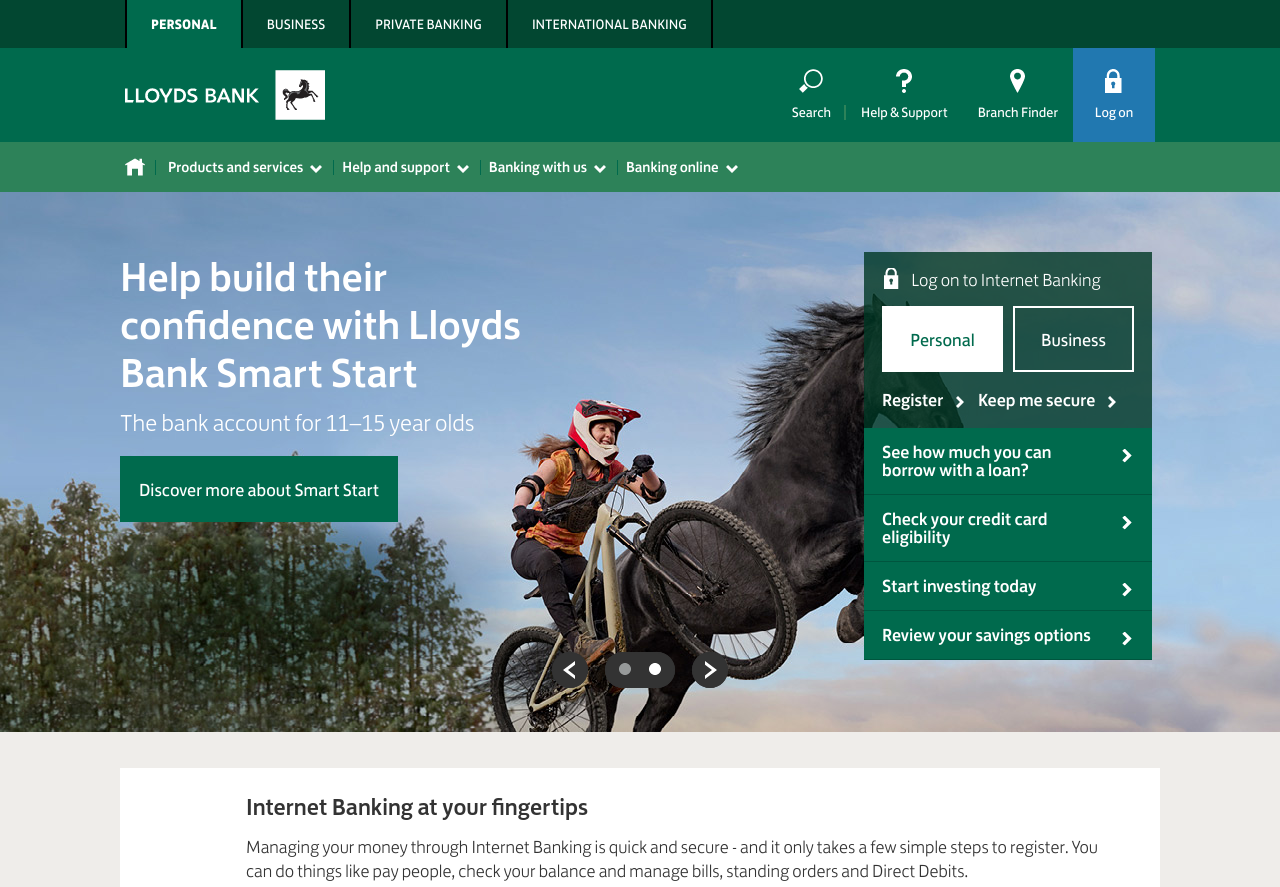 PERSONAL
BUSINESS
PRIVATE BANKING
INTERNATIONAL BANKING
LLOYDS BANK
Search
Help & Support
Branch Finder
Log on
Products and services
Help and support
Banking with us
Banking online
Help build their
confidence with Lloyds
Bank Smart Start
The bank account for 11–15 year olds
Discover more about Smart Start
Log on to Internet Banking
Personal
Business
Register
Keep me secure
See how much you can
borrow with a loan?
Check your credit card
eligibility
Start investing today
Review your savings options
Internet Banking at your fingertips
Managing your money through Internet Banking is quick and secure - and it only takes a few simple steps to register. You
can do things like pay people, check your balance and manage bills, standing orders and Direct Debits.